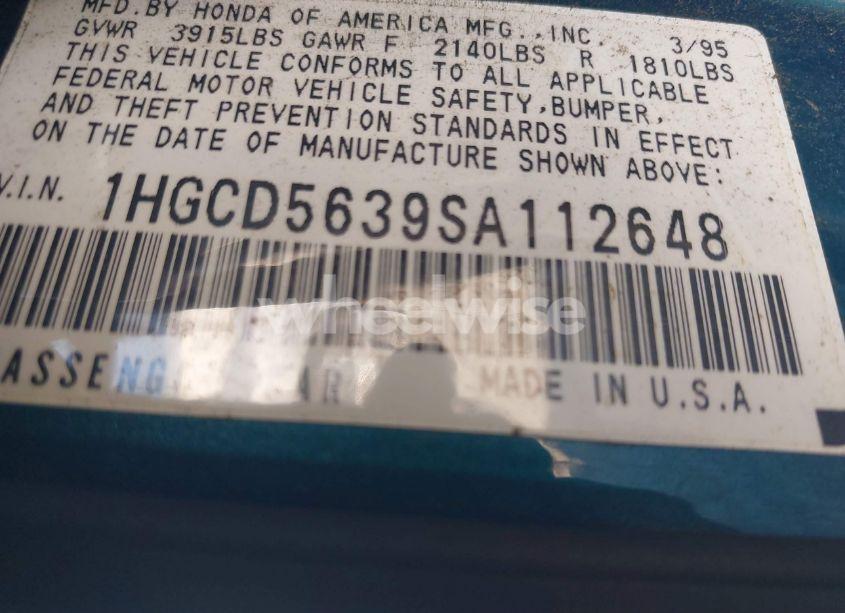 MFD. BY HONDA OF AMERICA MFG., INC. 3/95
GVWR 3915LBS GAWR F 2140LBS R 1810LBS
THIS VEHICLE CONFORMS TO ALL APPLICABLE
FEDERAL MOTOR VEHICLE SAFETY, BUMPER,
AND THEFT PREVENTION STANDARDS IN EFFECT
ON THE DATE OF MANUFACTURE SHOWN ABOVE:
V.I.N. 1HGCD5639SA112648
wheelwise
ASSENG AR MADE IN U.S.A.